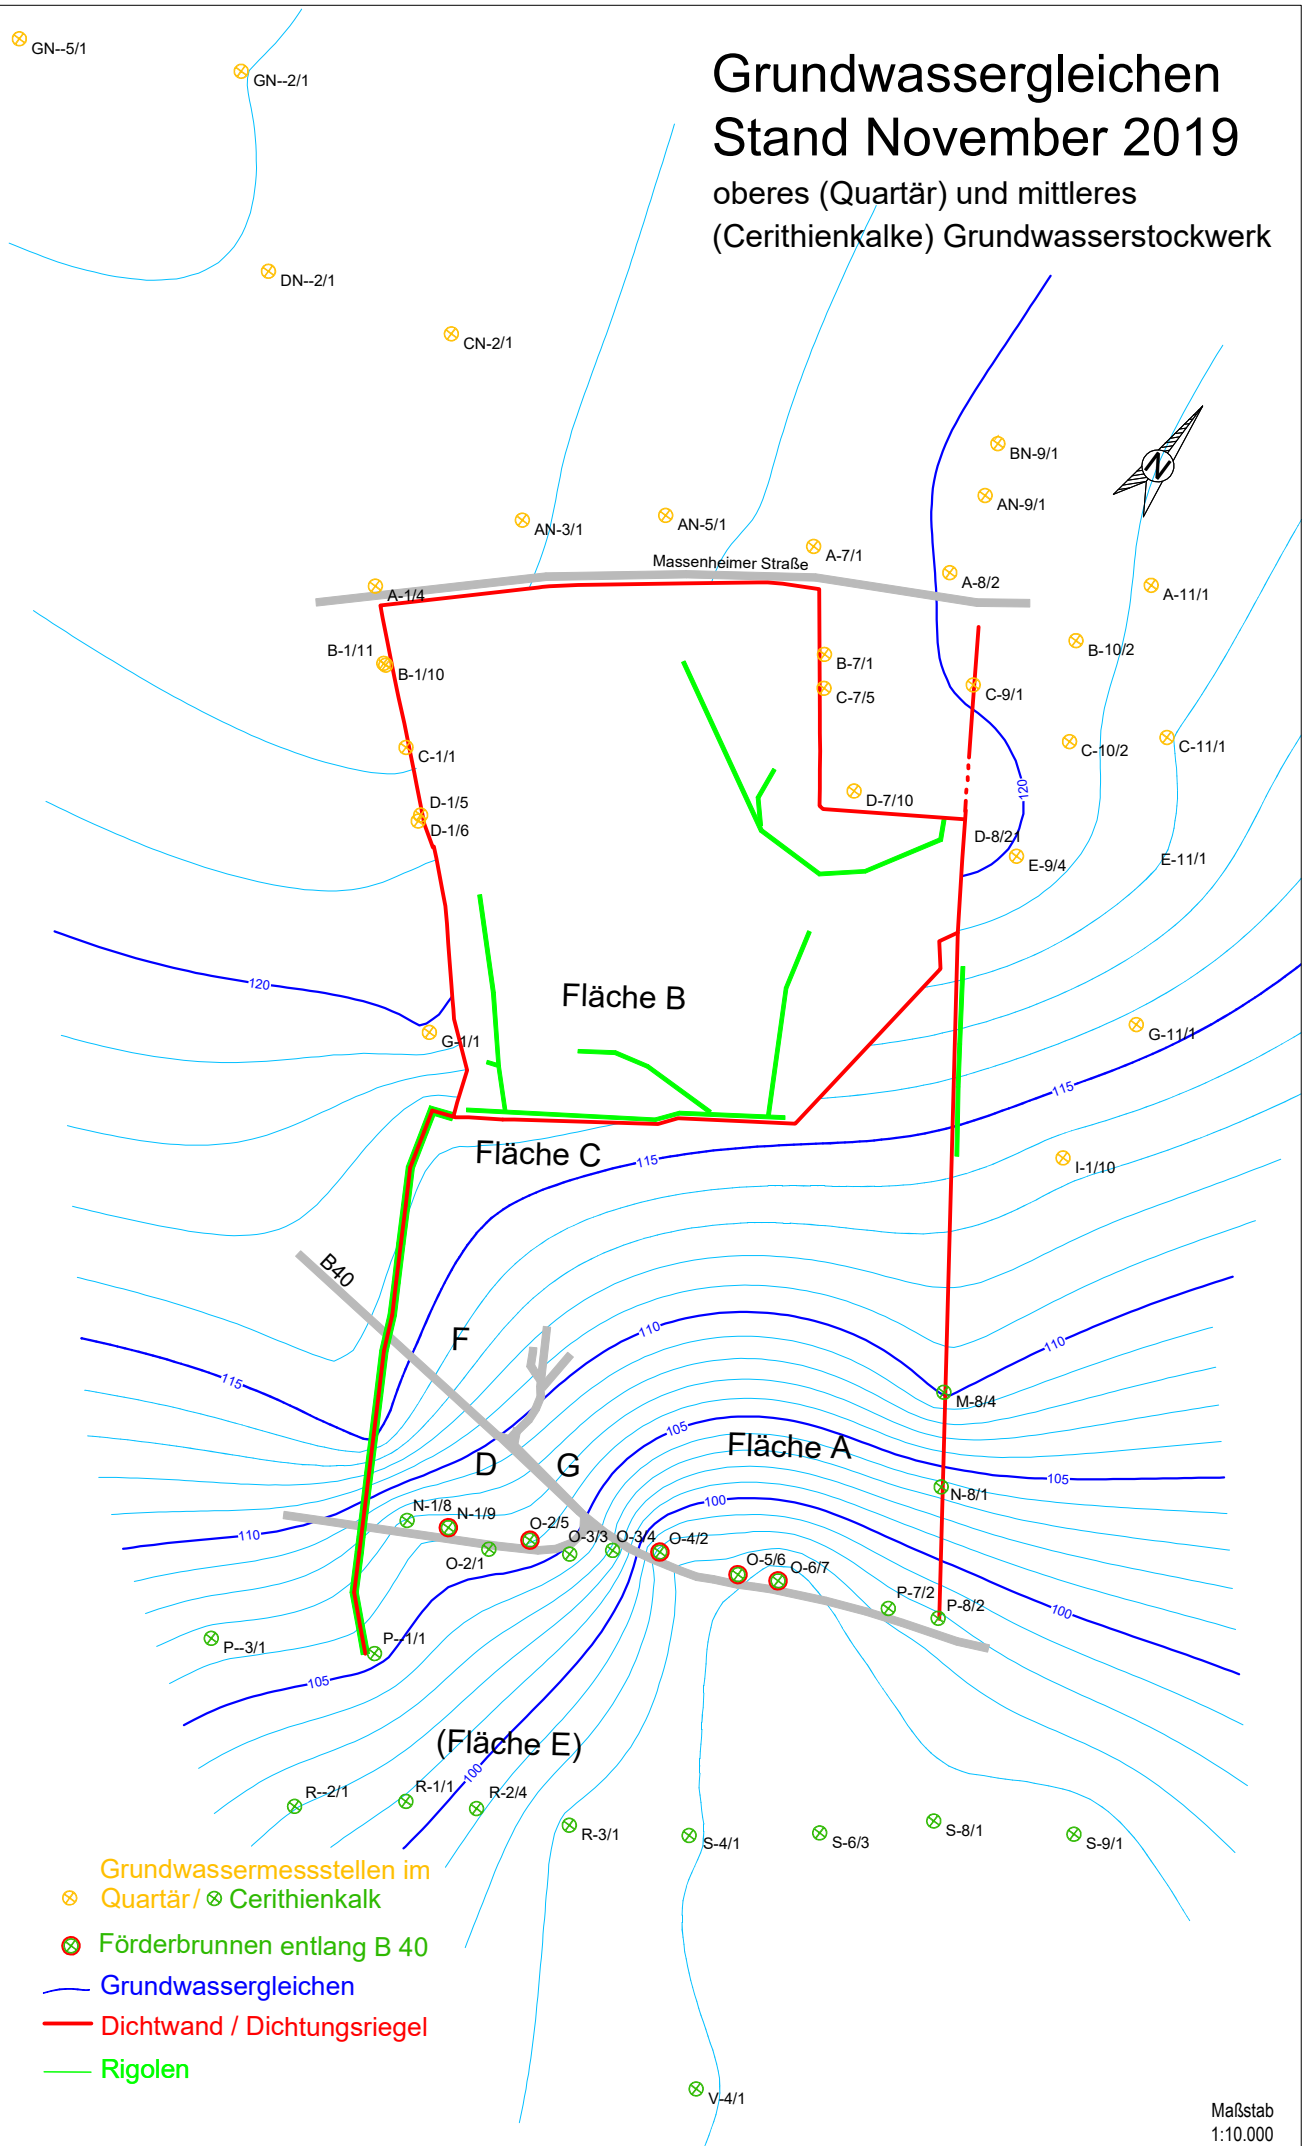 GN--5/1
GN--2/1
Grundwassergleichen
Stand November 2019
oberes (Quartär) und mittleres
(Cerithienkalke) Grundwasserstockwerk
DN--2/1
CN-2/1
BN-9/1
N
AN-9/1
AN-3/1
AN-5/1
A-7/1
Massenheimer Straße
A-8/2
A-1/4
A-11/1
B-1/11
B-1/10
B-7/1
B-10/2
C-7/5
C-9/1
C-1/1
C-10/2
C-11/1
D-7/10
120
D-1/5
D-1/6
D-8/21
E-9/4
E-11/1
120
Fläche B
G-1/1
G-11/1
115
Fläche C
115
I-1/10
B40
F
110
110
115
M-8/4
105
Fläche A
D
G
105
N-8/1
100
N-1/8
N-1/9
O-2/5
110
O-2/1
O-3/3
O-3/4
O-4/2
O-5/6
O-6/7
P-7/2
P-8/2
100
P--3/1
P--1/1
105
(Fläche E)
100
R--2/1
R-1/1
R-2/4
R-3/1
S-4/1
S-6/3
S-8/1
S-9/1
Grundwassermessstellen im
Quartär/ Cerithienkalk
Förderbrunnen entlang B 40
Grundwassergleichen
Dichtwand / Dichtungsriegel
Rigolen
V-4/1
Maßstab
1:10.000